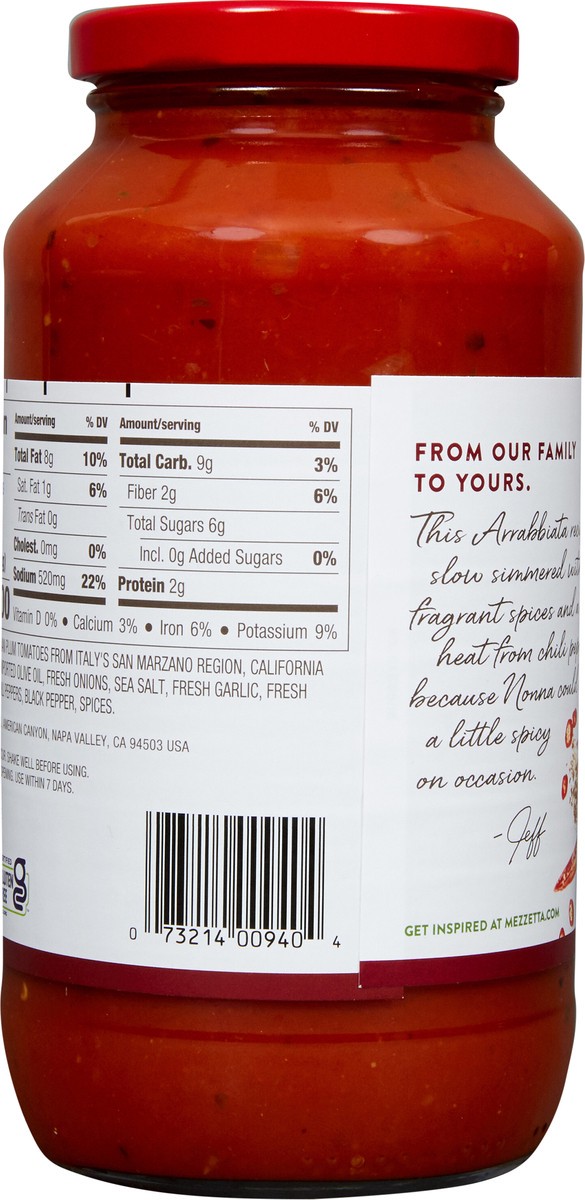 Amount/serving % DV Amount/serving % DV
Total Fat 8g 10% Total Carb. 9g 3%
Sat. Fat 1g 6% Fiber 2g 6%
Trans Fat 0g Total Sugars 6g
Cholest. 0mg 0% Incl. 0g Added Sugars 0%
Sodium 520mg 22% Protein 2g
Vitamin D 0% • Calcium 3% • Iron 6% • Potassium 9%
PLUM TOMATOES FROM ITALY'S SAN MARZANO REGION, CALIFORNIA
OLIVE OIL, FRESH ONIONS, SEA SALT, FRESH GARLIC, FRESH
PEPPERS, BLACK PEPPER, SPICES.
AMERICAN CANYON, NAPA VALLEY, CA 94503 USA
SHAKE WELL BEFORE USING.
USE WITHIN 7 DAYS.
0 73214 00940 4
FROM OUR FAMILY
TO YOURS.
This Arrabbiata
slow simmered
fragrant spices and
heat from chili
because Nonna could
a little spicy
on occasion.
-Jeff
GET INSPIRED AT MEZZETTA.COM